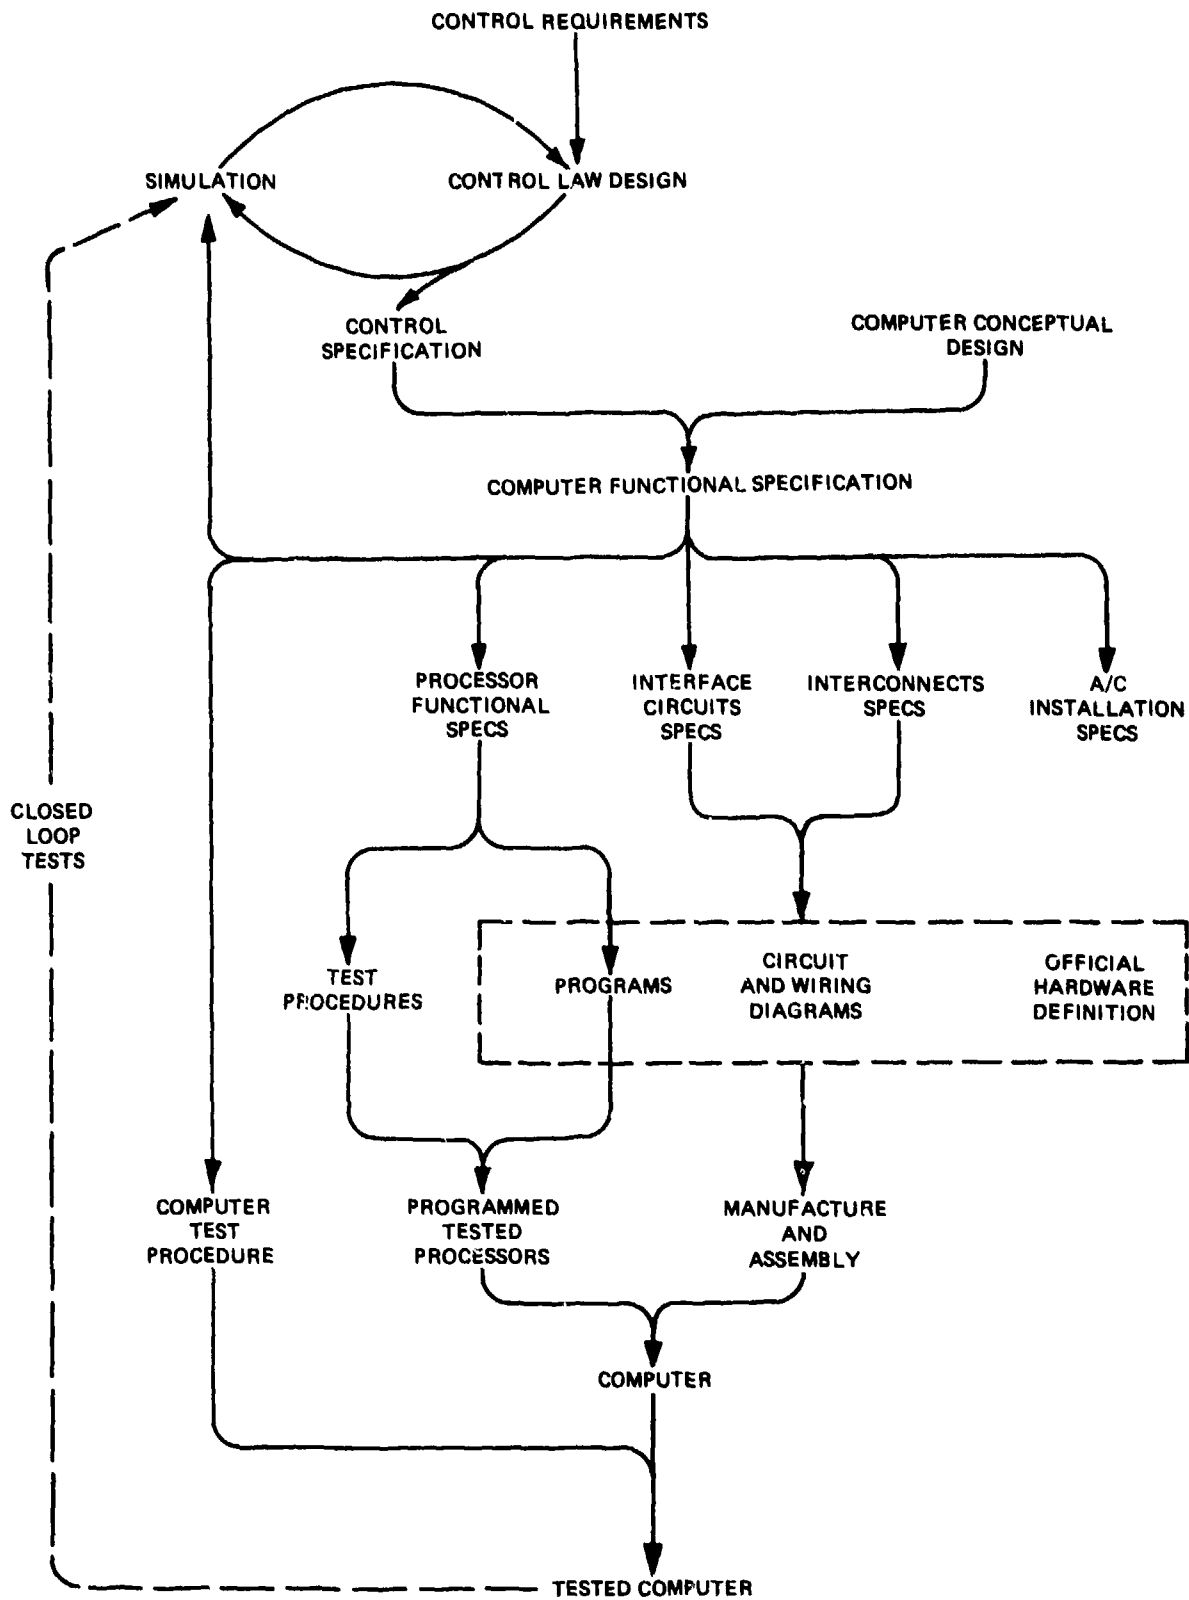 CONTROL REQUIREMENTS
SIMULATION
CONTROL LAW DESIGN
CONTROL
SPECIFICATION
COMPUTER CONCEPTUAL
DESIGN
COMPUTER FUNCTIONAL SPECIFICATION
PROCESSOR
FUNCTIONAL
SPECS
INTERFACE
CIRCUITS
SPECS
INTERCONNECTS
SPECS
A/C
INSTALLATION
SPECS
CLOSED
LOOP
TESTS
TEST
PROCEDURES
PROGRAMS
CIRCUIT
AND WIRING
DIAGRAMS
OFFICIAL
HARDWARE
DEFINITION
COMPUTER
TEST
PROCEDURE
PROGRAMMED
TESTED
PROCESSORS
MANUFACTURE
AND
ASSEMBLY
COMPUTER
TESTED COMPUTER